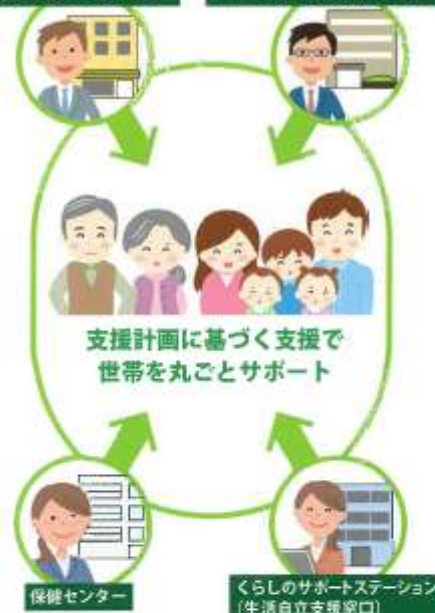 支援計画に基づく支援で
世帯を丸ごとサポート
保健センター
くらしのサポートステーション
(生活自立支援窓口)